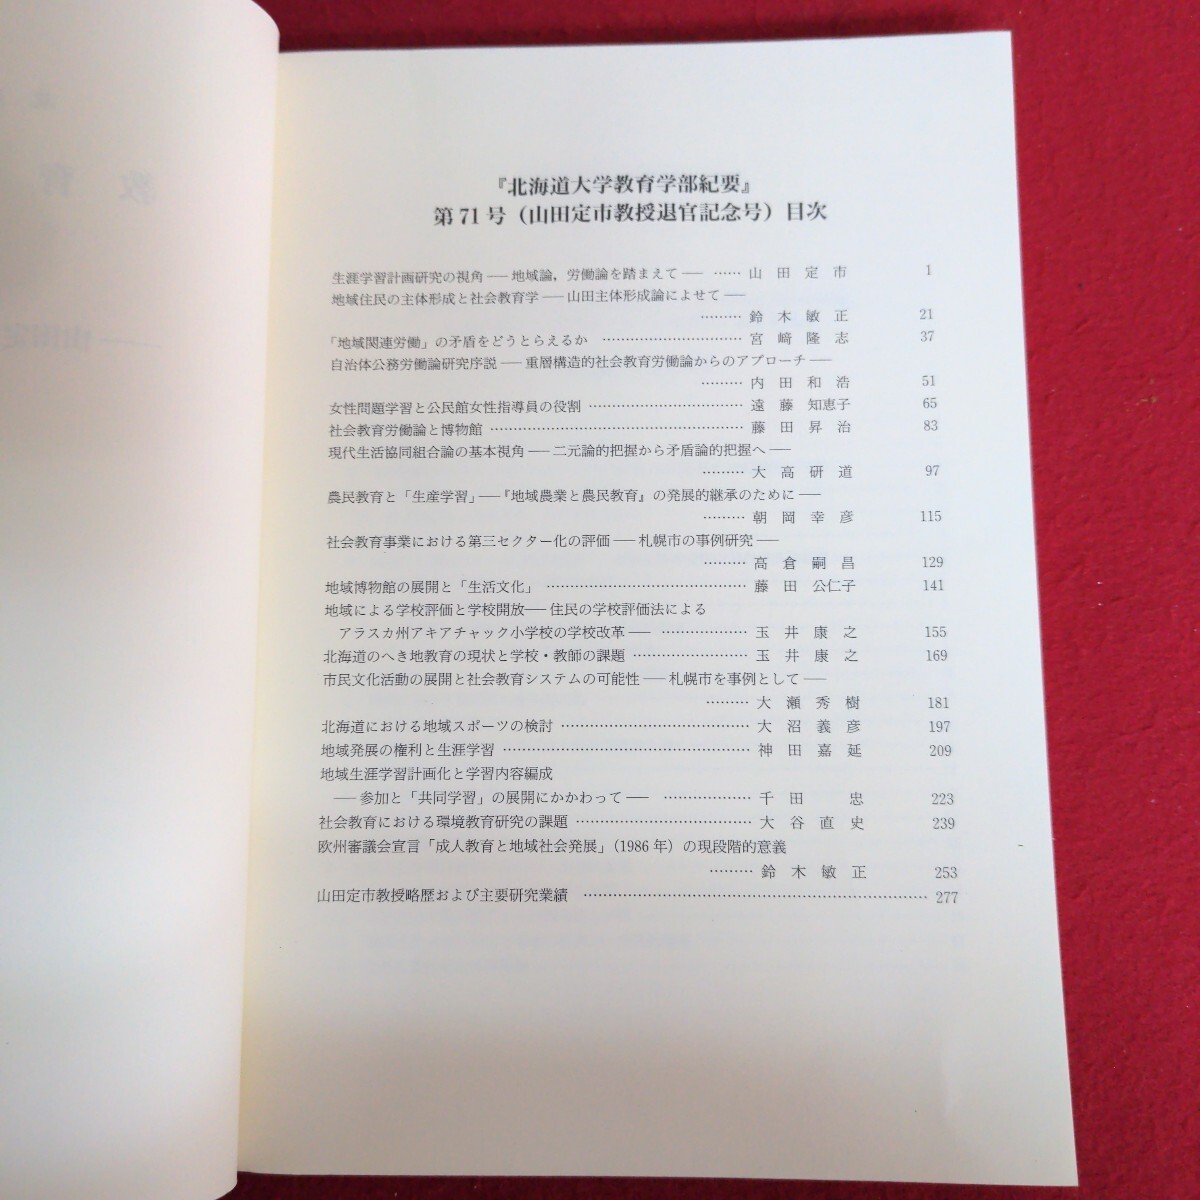 『北海道大学教育学部紀要』
第71号（山田定市教授退官記念号）目次
生涯学習計画研究の視角 ── 地域論，労働論を踏まえて ── …… 山田定市 1
地域住民の主体形成と社会教育学 ── 山田主体形成論によせて ──
……… 鈴木敏正 21
「地域関連労働」の矛盾をどうとらえるか ………………………… 宮﨑隆志 37
自治体公務労働論研究序説 ── 重層構造的社会教育労働論からのアプローチ ──
……… 内田和浩 51
女性問題学習と公民館女性指導員の役割 ………………………… 遠藤知恵子 65
社会教育労働論と博物館 ………………………………………… 藤田昇治 83
現代生活協同組合論の基本視角 ── 二元論的把握から矛盾論的把握へ ──
……… 大高研道 97
農民教育と「生産学習」──『地域農業と農民教育』の発展的継承のために ──
……… 朝岡幸彦 115
社会教育事業における第三セクター化の評価 ── 札幌市の事例研究 ──
……… 高倉嗣昌 129
地域博物館の展開と「生活文化」 ………………………………… 藤田公仁子 141
地域による学校評価と学校開放── 住民の学校評価法による
アラスカ州アキアチャック小学校の学校改革 ── ……………… 玉井康之 155
北海道のへき地教育の現状と学校・教師の課題 ………………… 玉井康之 169
市民文化活動の展開と社会教育システムの可能性 ── 札幌市を事例として ──
……… 大瀬秀樹 181
北海道における地域スポーツの検討 ……………………………… 大沼義彦 197
地域発展の権利と生涯学習 ………………………………………… 神田嘉延 209
地域生涯学習計画化と学習内容編成
── 参加と「共同学習」の展開にかかわって ── ……………… 千田忠 223
社会教育における環境教育研究の課題 …………………………… 大谷直史 239
欧州審議会宣言「成人教育と地域社会発展」（1986年）の現段階的意義
……… 鈴木敏正 253
山田定市教授略歴および主要研究業績 ………………………………………………………… 277